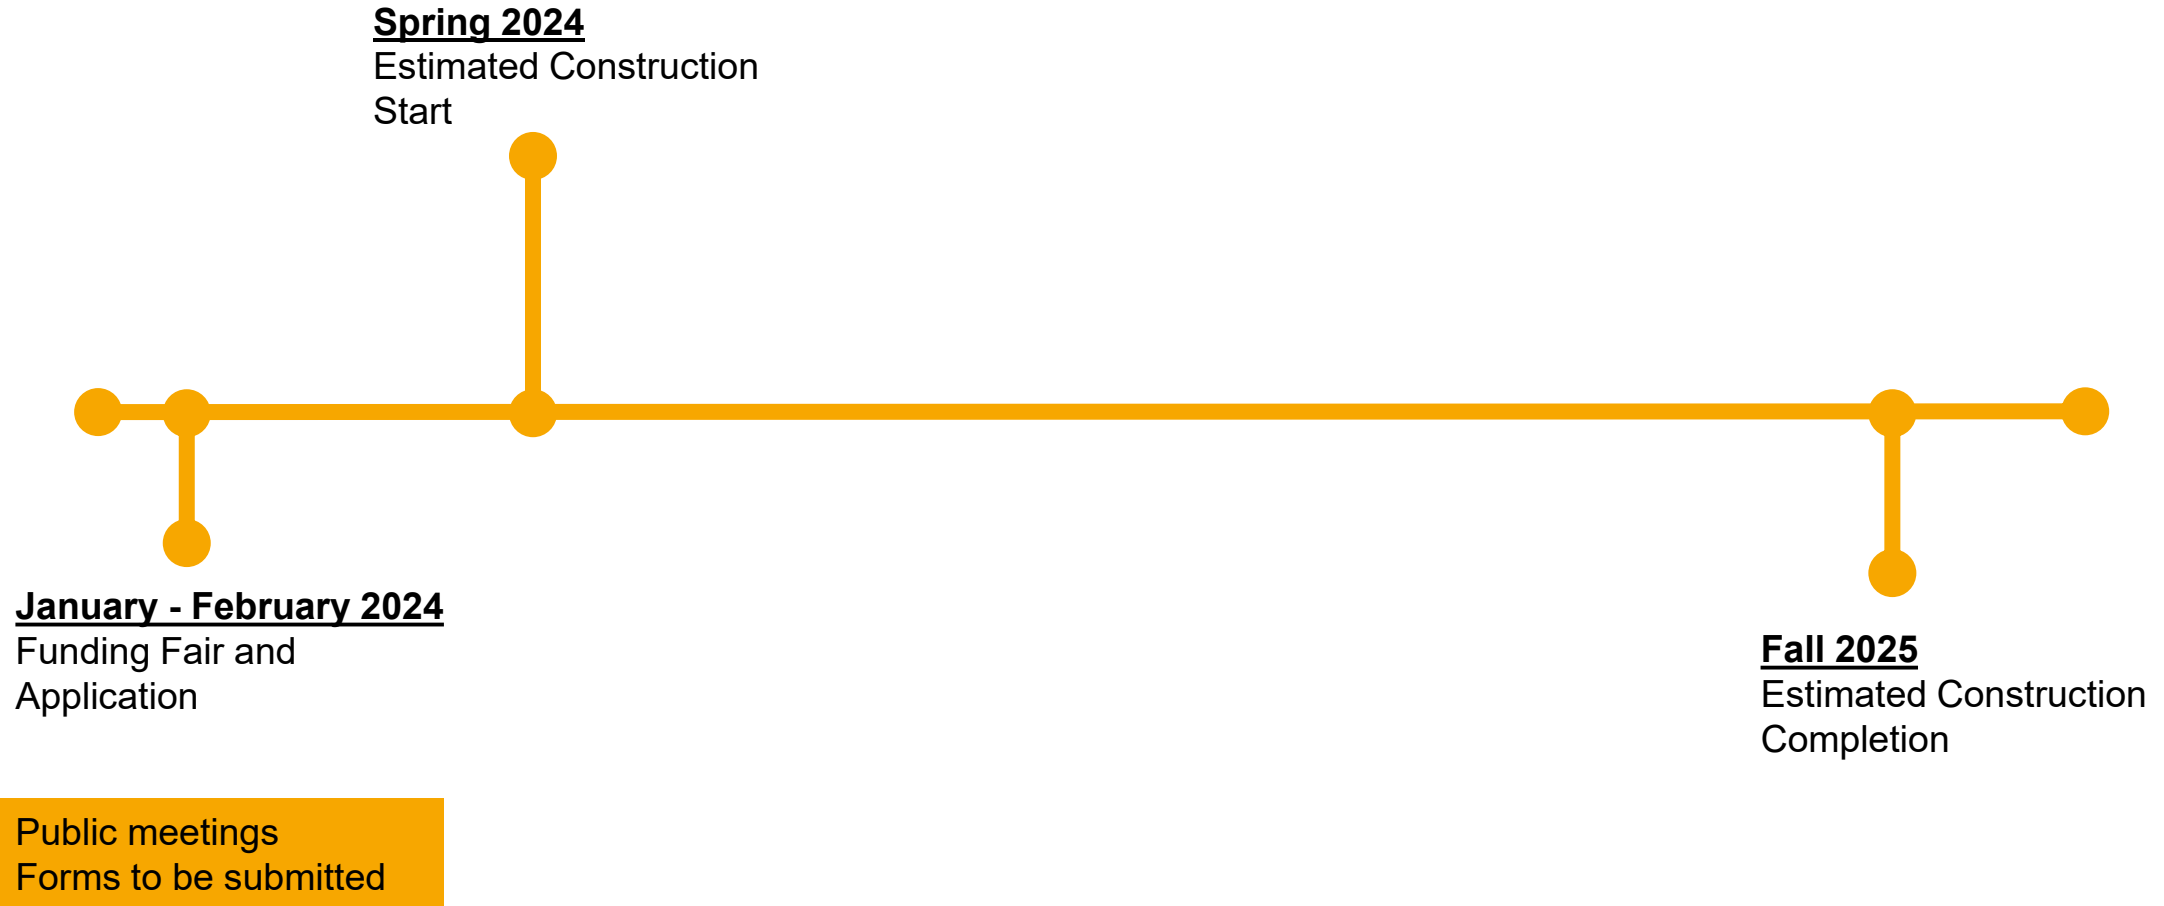 Spring 2024
Estimated Construction
Start
January - February 2024
Funding Fair and
Application
Fall 2025
Estimated Construction
Completion
Public meetings
Forms to be submitted